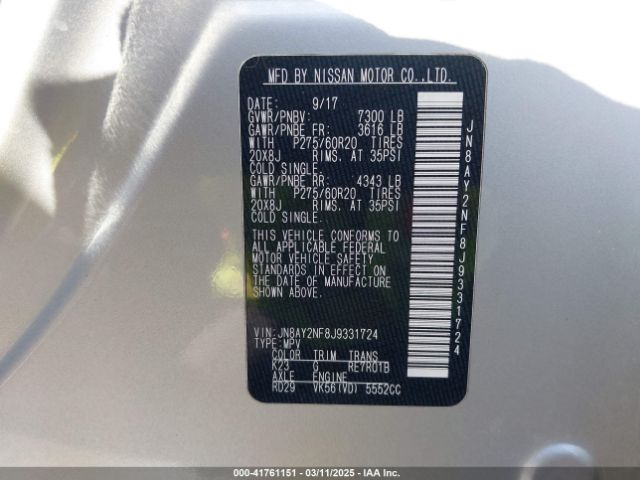 MFD BY NISSAN MOTOR CO.,LTD.
DATE: 9/17
GVWR/PNBV: 7300 LB
GAWR/PNBE FR: 3616 LB
WITH P275/60R20 TIRES
20X8J RIMS. AT 35PSI
COLD SINGLE.
GAWR/PNBE RR: 4343 LB
WITH P275/60R20 TIRES
20X8J RIMS. AT 35PSI
COLD SINGLE.
THIS VEHICLE CONFORMS TO
ALL APPLICABLE FEDERAL
MOTOR VEHICLE SAFETY
STANDARDS IN EFFECT ON
THE DATE OF MANUFACTURE
SHOWN ABOVE.
VIN: JN8AY2NF8J9331724
TYPE: MPV
COLOR TRIM TRANS
K23 G RE7R01B
AXLE ENGINE
RD29 VK56(VD) 5552CC
JN8AY2NF8J9331724
000-41761151 - 03/11/2025 - IAA Inc.